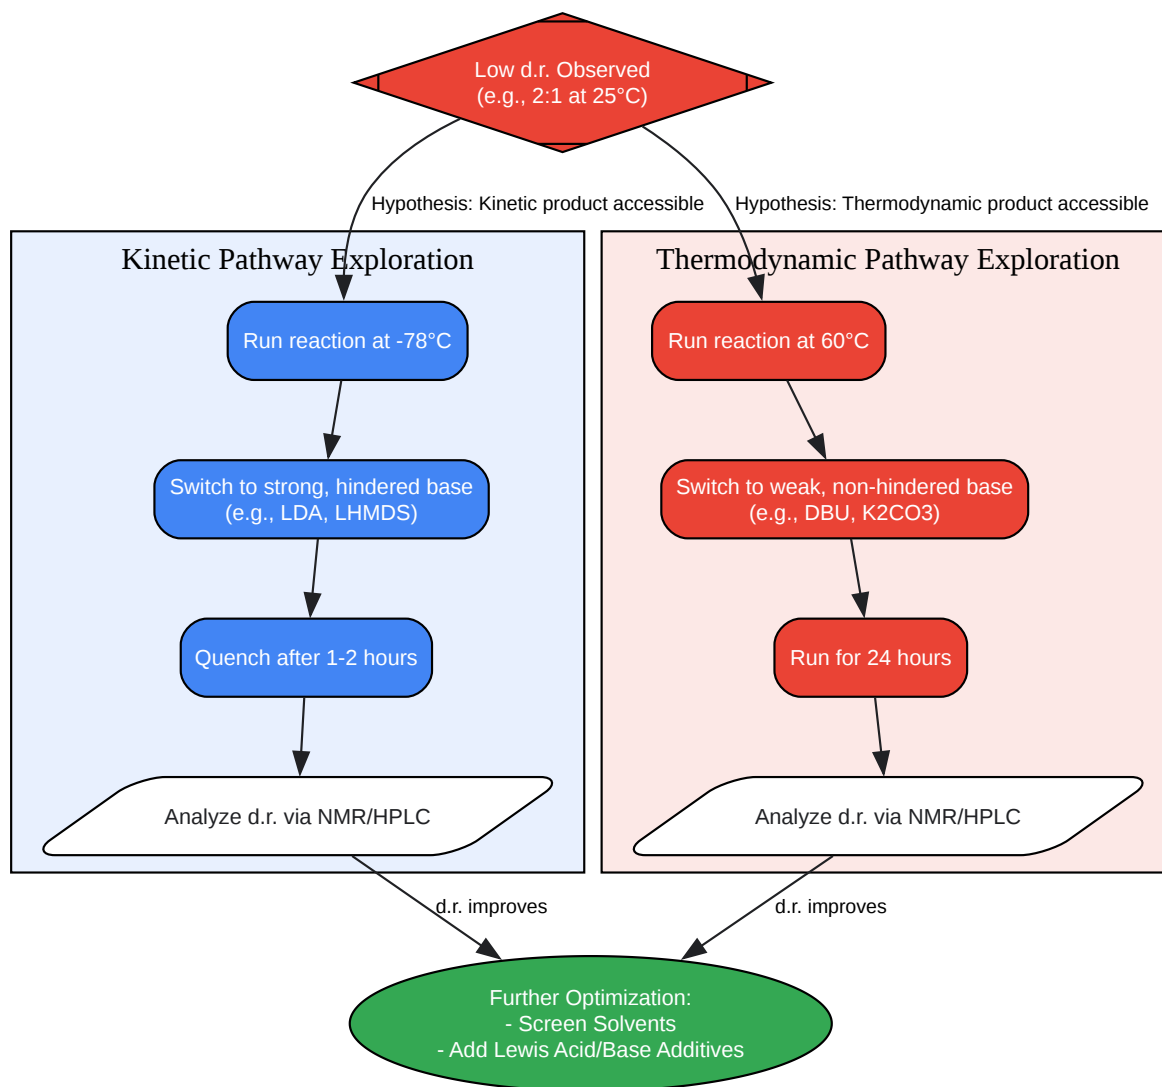 Low d.r. Observed
(e.g., 2:1 at 25°C)
Hypothesis: Kinetic product accessible
Hypothesis: Thermodynamic product accessible
Kinetic Pathway Exploration
Run reaction at -78°C
Switch to strong, hindered base
(e.g., LDA, LHMDS)
Quench after 1-2 hours
Analyze d.r. via NMR/HPLC
d.r. improves
Thermodynamic Pathway Exploration
Run reaction at 60°C
Switch to weak, non-hindered base
(e.g., DBU, K2CO3)
Run for 24 hours
Analyze d.r. via NMR/HPLC
d.r. improves
Further Optimization:
- Screen Solvents
- Add Lewis Acid/Base Additives